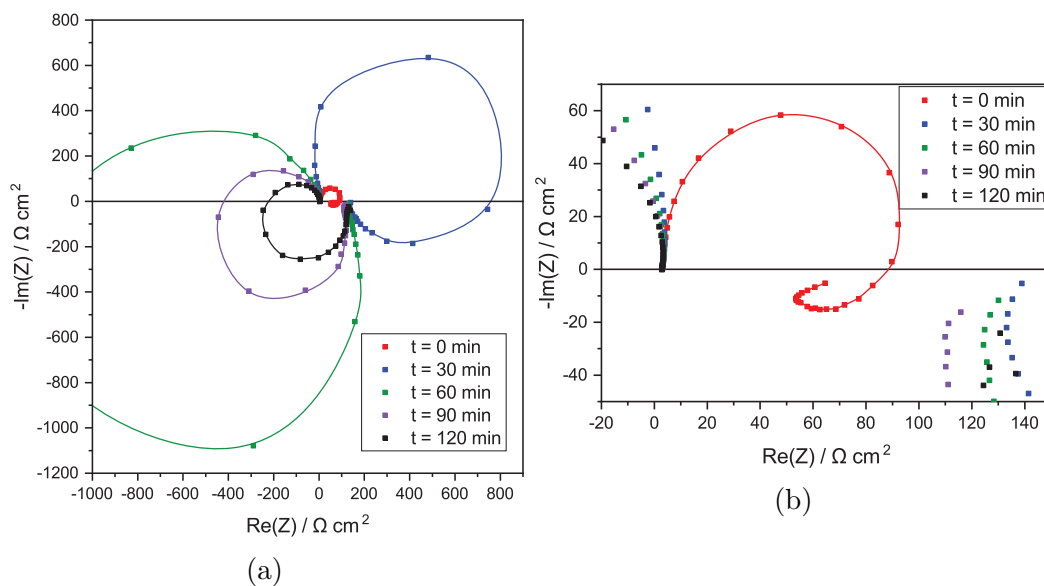 800
600
400
200
0
-200
-400
-600
-800
-1000
-1200
-Im(Z) / Ω cm²
-1000 -800 -600 -400 -200 0 200 400 600 800
Re(Z) / Ω cm²
t = 0 min
t = 30 min
t = 60 min
t = 90 min
t = 120 min
(a)
60
40
20
0
-20
-40
-Im(Z) / Ω cm²
-20 0 20 40 60 80 100 120 140
Re(Z) / Ω cm²
t = 0 min
t = 30 min
t = 60 min
t = 90 min
t = 120 min
(b)